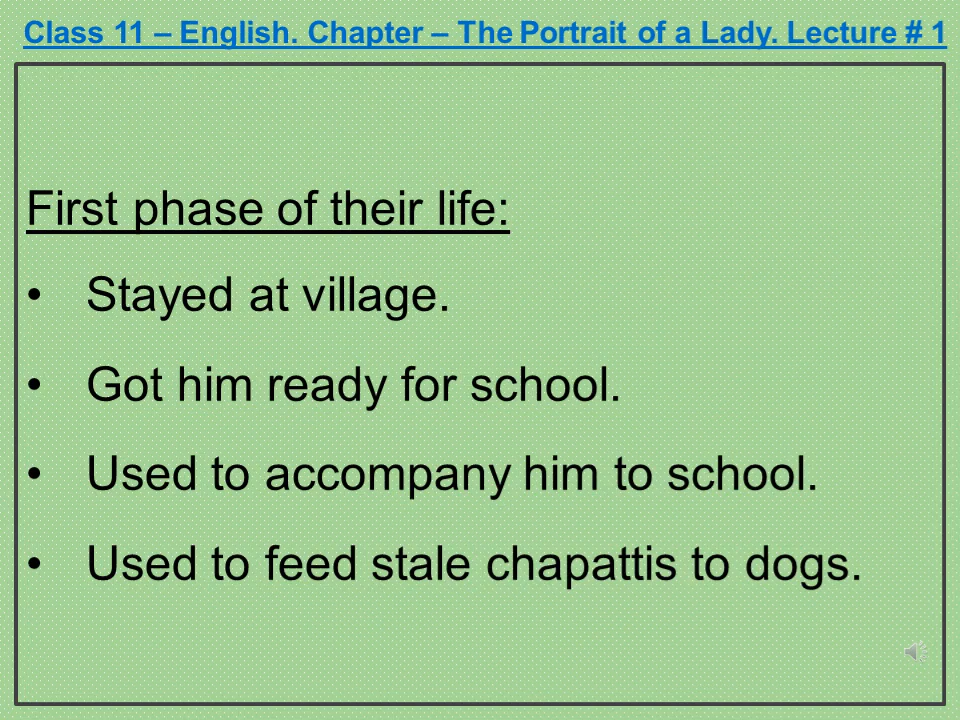 Class 11 – English. Chapter – The Portrait of a Lady. Lecture # 1
First phase of their life:
• Stayed at village.
• Got him ready for school.
• Used to accompany him to school.
• Used to feed stale chapattis to dogs.